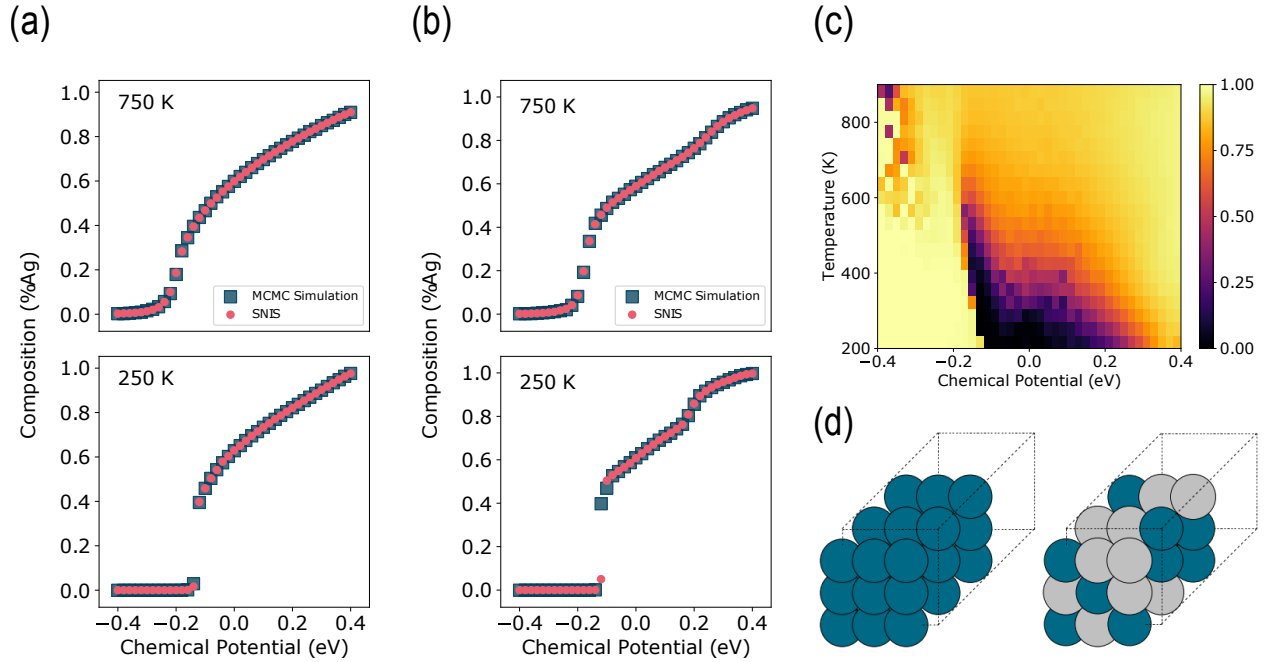 (a)
750 K
1.0
0.8
0.6
0.4
0.2
0.0
MCMC Simulation
SNIS
250 K
1.0
0.8
0.6
0.4
0.2
0.0
Composition (%Ag)
−0.4 −0.2 0.0 0.2 0.4
Chemical Potential (eV)
(b)
750 K
1.0
0.8
0.6
0.4
0.2
0.0
MCMC Simulation
SNIS
250 K
1.0
0.8
0.6
0.4
0.2
0.0
Composition (%Ag)
−0.4 −0.2 0.0 0.2 0.4
Chemical Potential (eV)
(c)
800
600
400
200
Temperature (K)
−0.4 −0.2 0.0 0.2 0.4
Chemical Potential (eV)
1.00
0.75
0.50
0.25
0.00
(d)